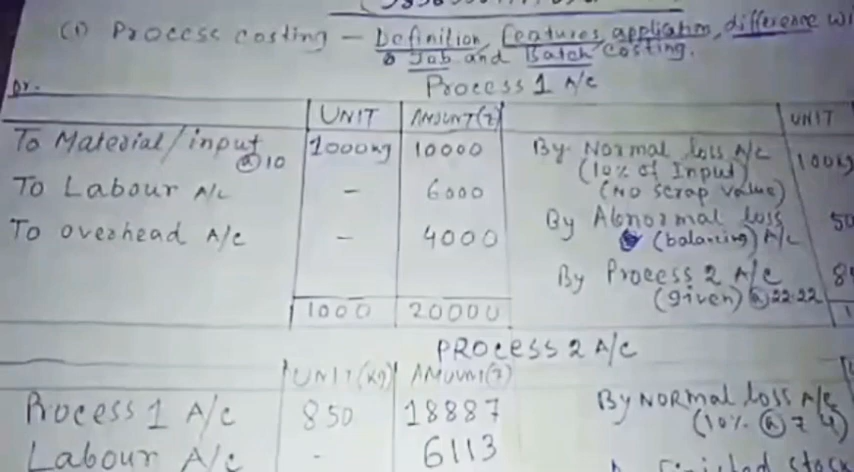 (1) Process costing – Definition, features, application, difference
Job and Batch costing.
Process 1 A/c
Dr.
UNIT AMOUNT(₹) UNIT
To Material/input @10 1000kg 10000 By Normal loss A/c 100kg
(10% of Input)
(No scrap value)
To Labour A/c - 6000
By Abnormal loss 50
To overhead A/c - 4000 (balancing) A/c
By Process 2 A/c
(given) @22.22
1000 20000
PROCESS 2 A/c
UNIT(kg) AMOUNT(₹)
Process 1 A/c 850 18887 By NORMAL loss A/c
(10% @ ₹ 4)
Labour A/c - 6113
Finished stock